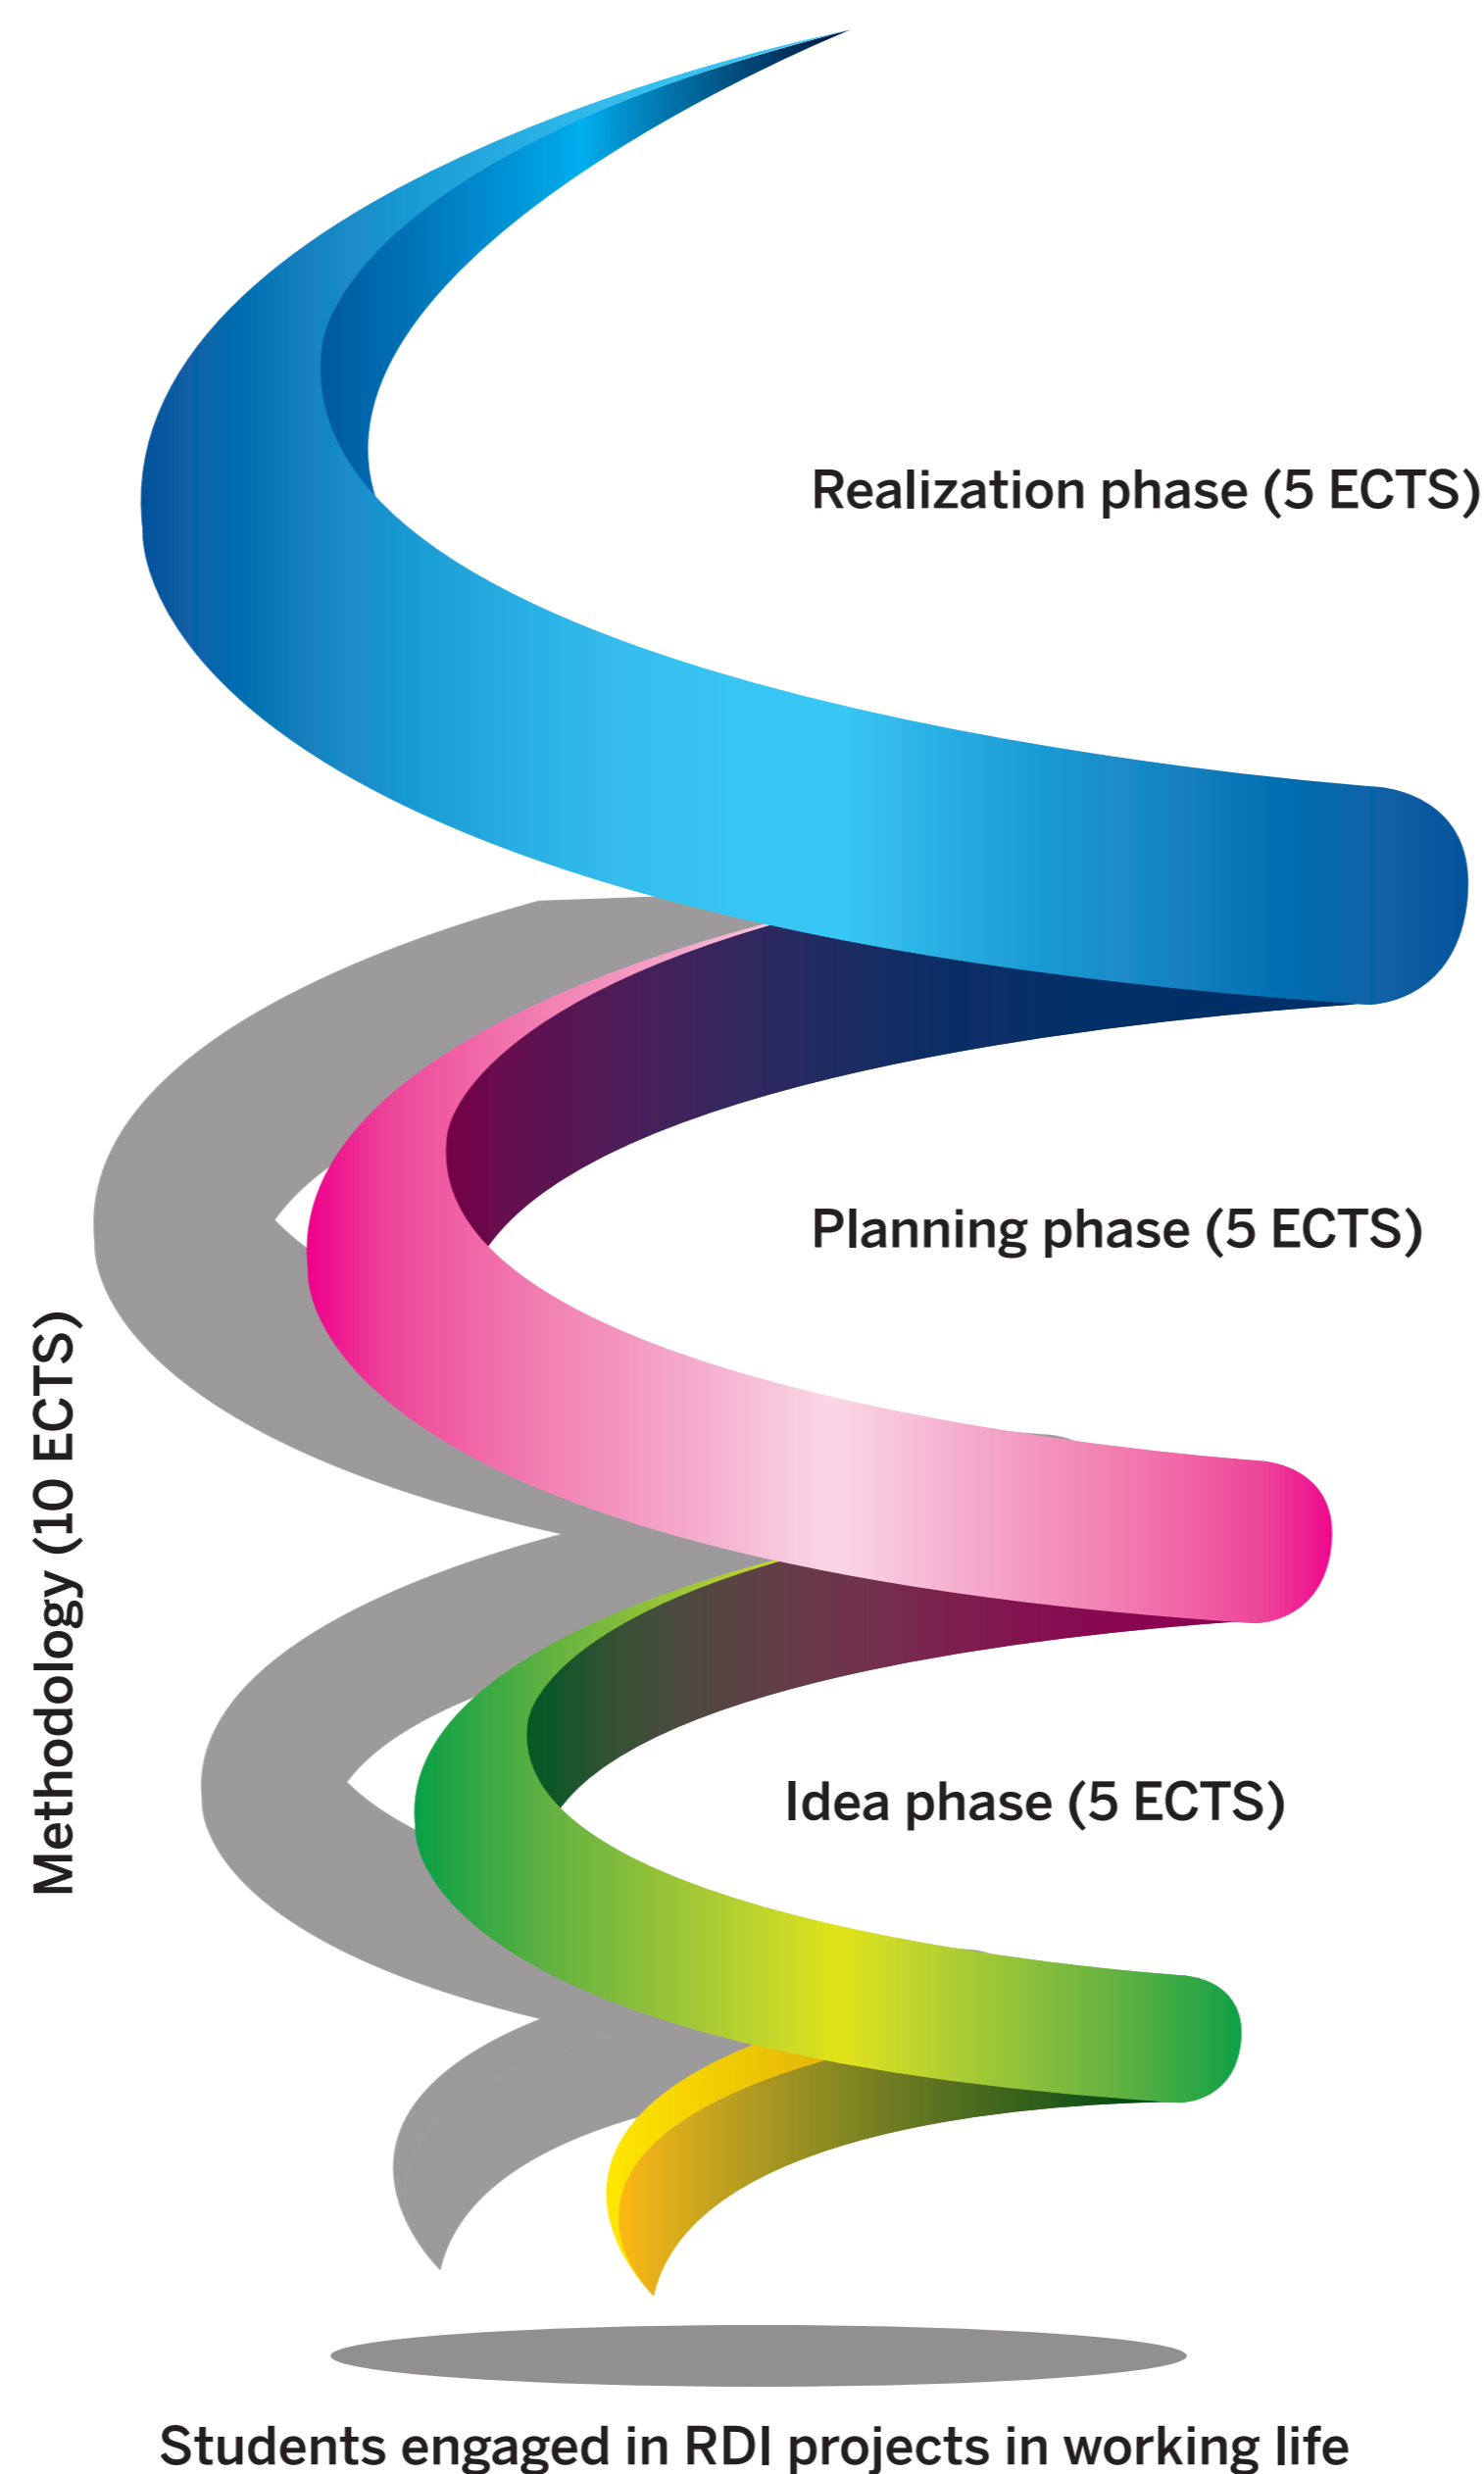 Realization phase (5 ECTS)
Planning phase (5 ECTS)
Methodology (10 ECTS)
Idea phase (5 ECTS)
Students engaged in RDI projects in working life